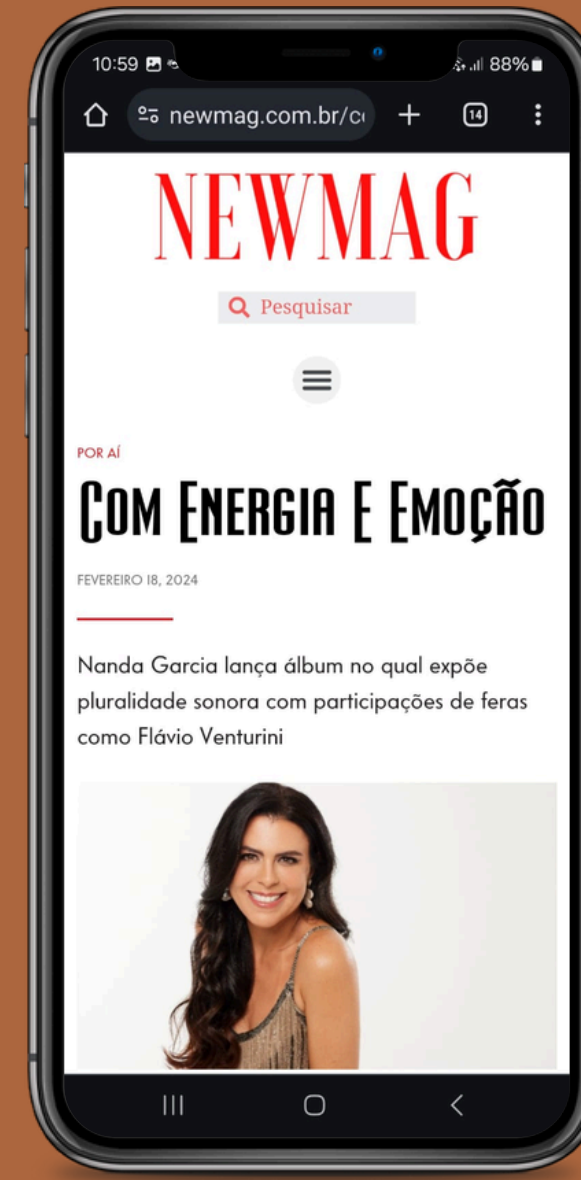 10:59
88%
newmag.com.br/c
14
NEWMAG
Pesquisar
POR AÍ
COM ENERGIA E EMOÇÃO
FEVEREIRO 18, 2024
Nanda Garcia lança álbum no qual expõe
pluralidade sonora com participações de feras
como Flávio Venturini